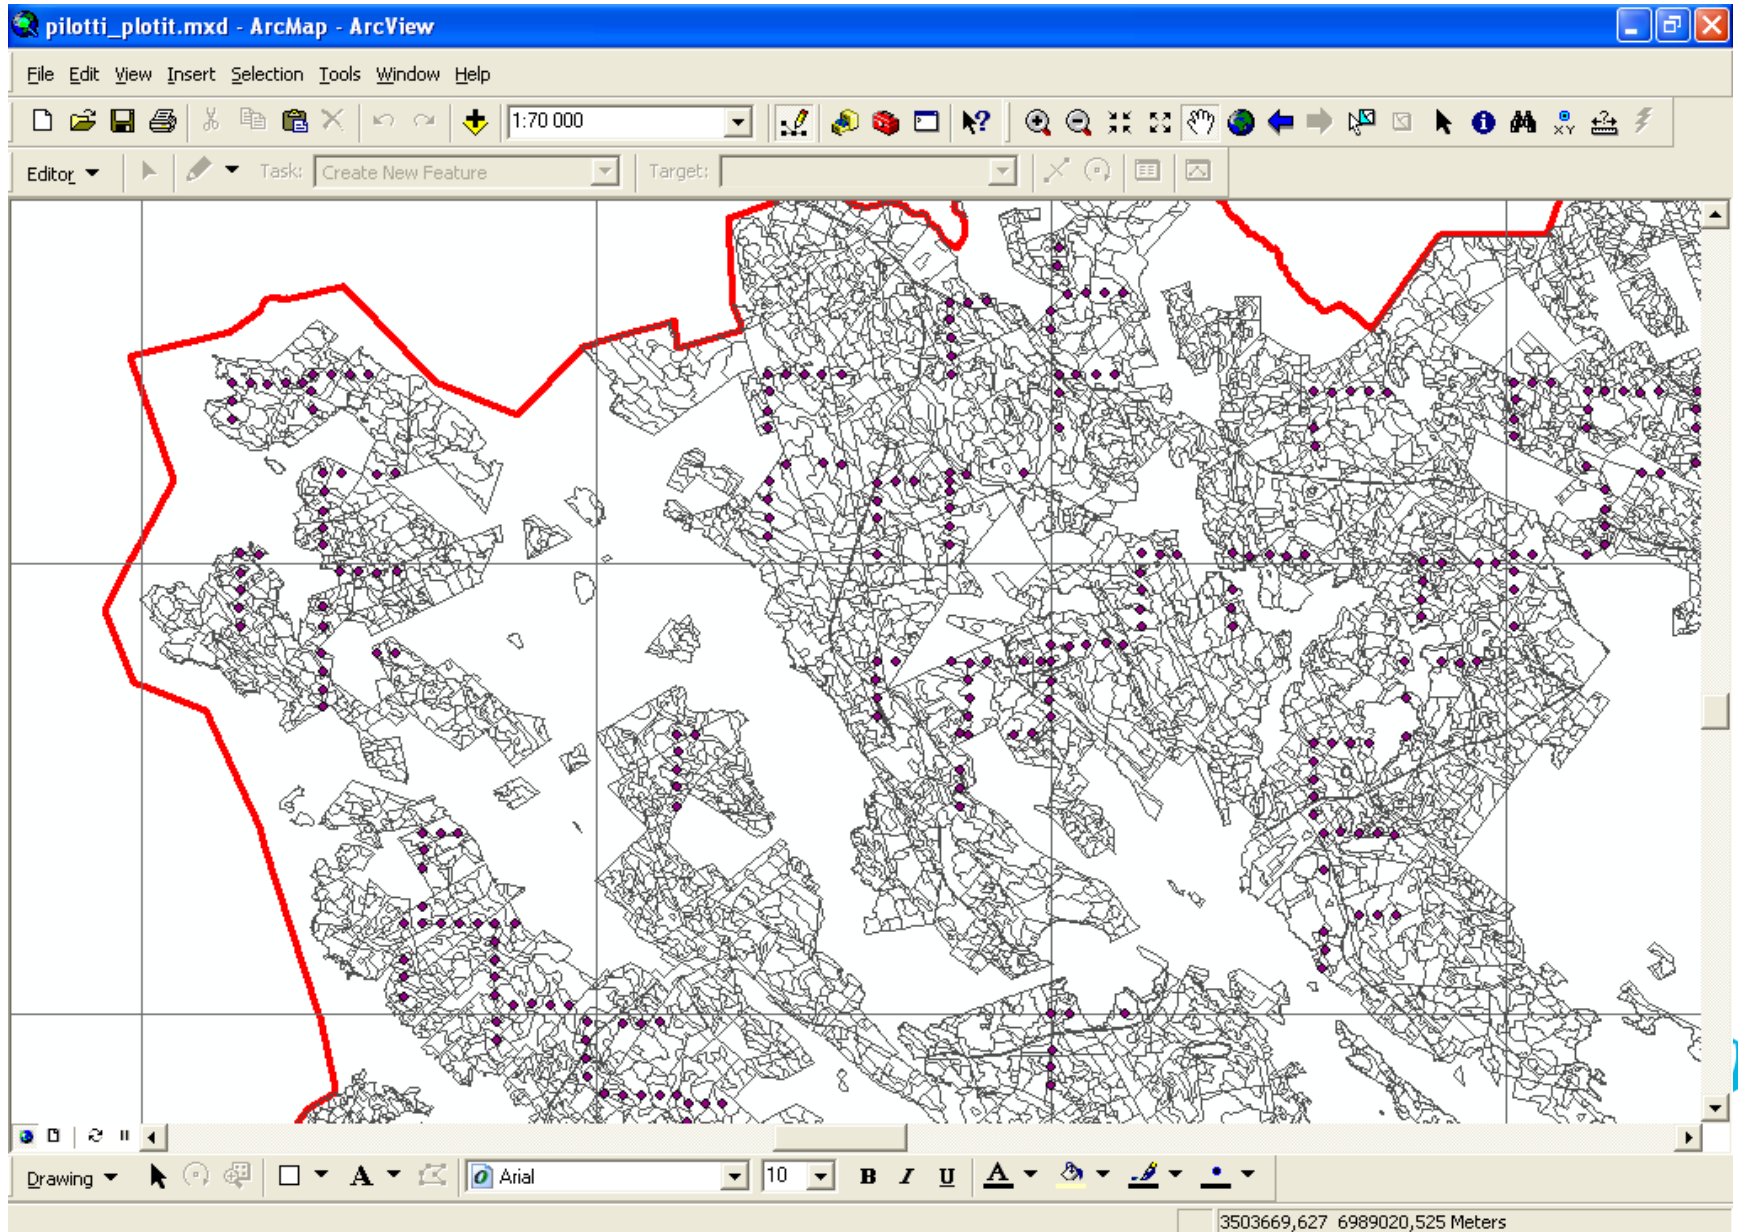 pilotti_plotit.mxd - ArcMap - ArcView
File Edit View Insert Selection Tools Window Help
1:70 000
Editor Task: Create New Feature Target:
Drawing A Arial 10 B I U A
3503669,627 6989020,525 Meters